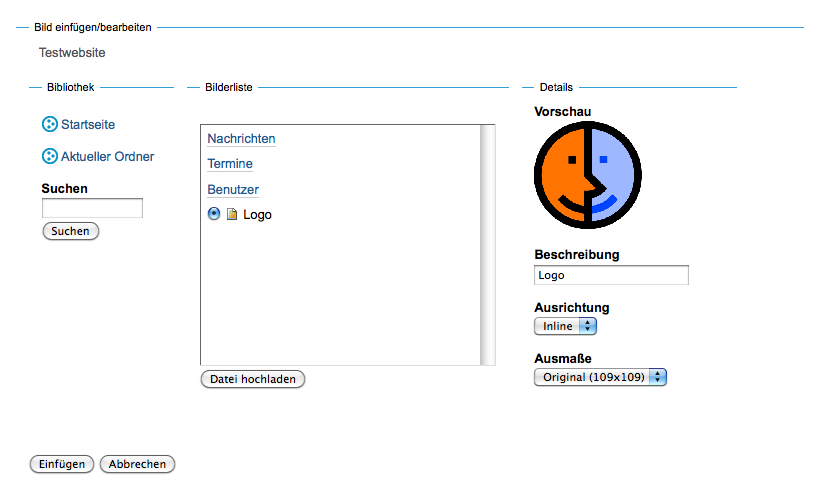 Bild einfügen/bearbeiten
Testwebsite
Bibliothek
Startseite
Aktueller Ordner
Suchen
Suchen
Bilderliste
Nachrichten
Termine
Benutzer
Logo
Datei hochladen
Details
Vorschau
Beschreibung
Logo
Ausrichtung
Inline
Ausmaße
Original (109x109)
Einfügen
Abbrechen